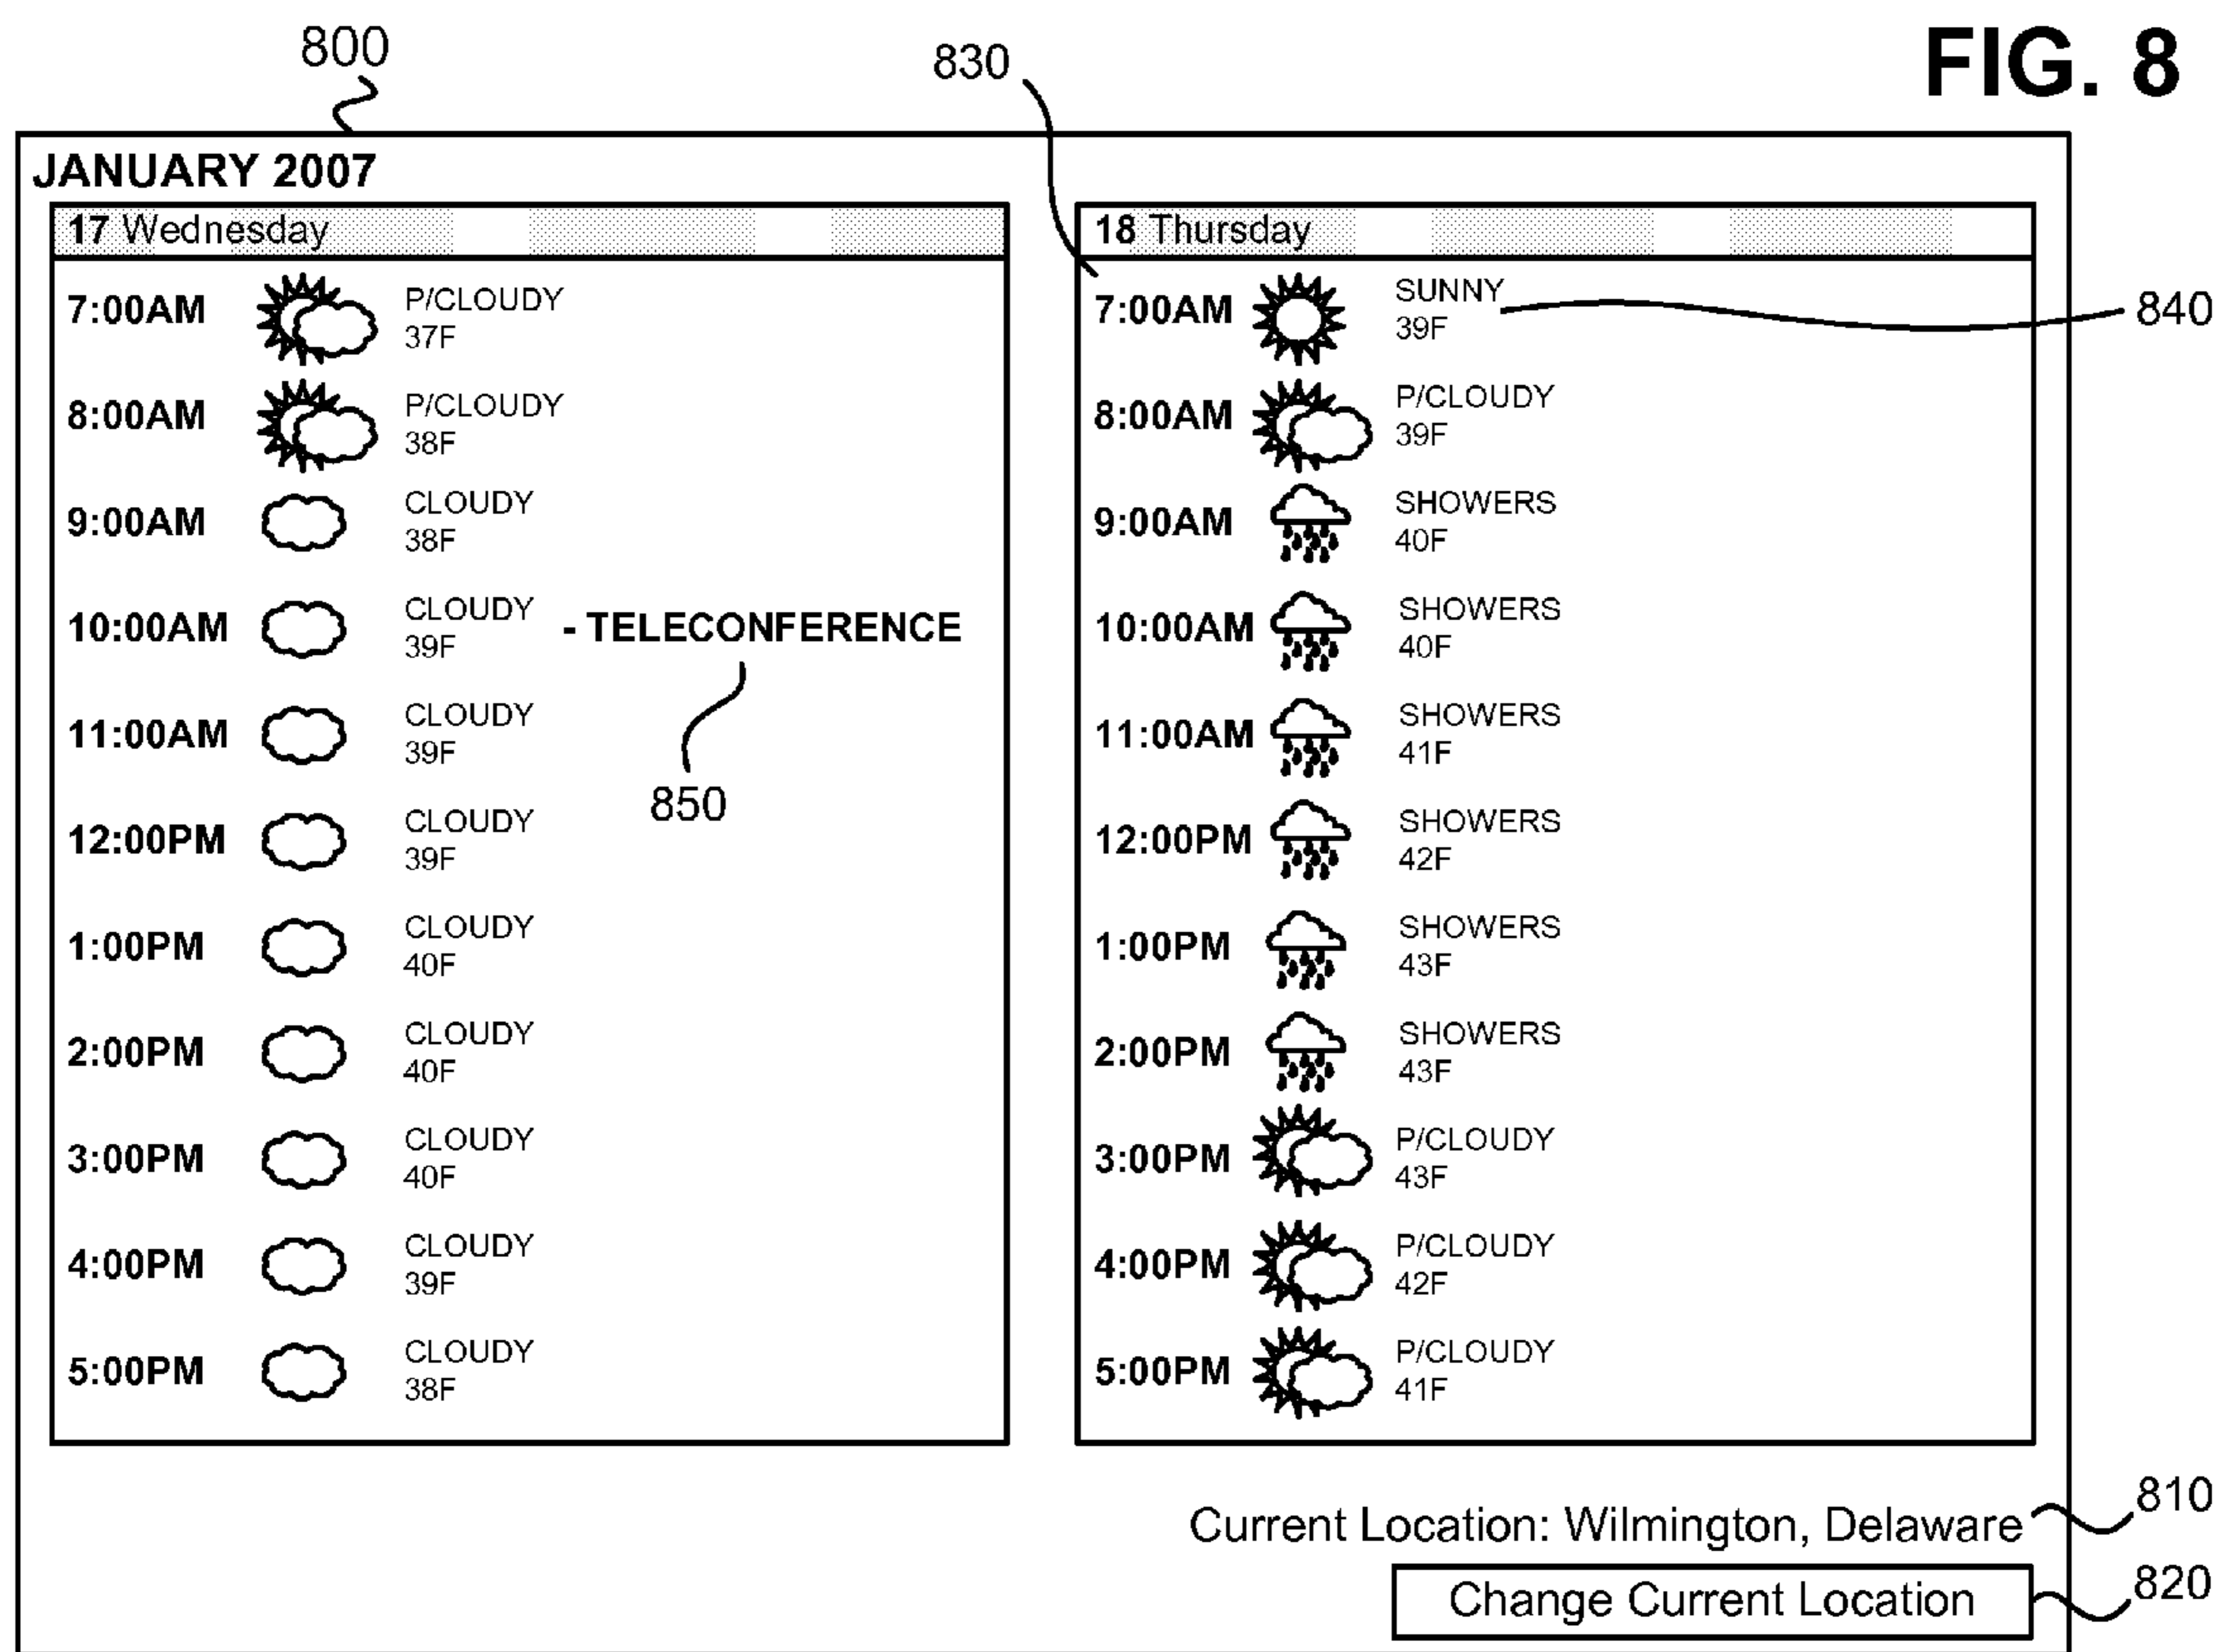 FIG. 8
800
830
JANUARY 2007
17 Wednesday
7:00AM
P/CLOUDY
37F
8:00AM
P/CLOUDY
38F
9:00AM
CLOUDY
38F
10:00AM
CLOUDY
39F
- TELECONFERENCE
850
11:00AM
CLOUDY
39F
12:00PM
CLOUDY
39F
1:00PM
CLOUDY
40F
2:00PM
CLOUDY
40F
3:00PM
CLOUDY
40F
4:00PM
CLOUDY
39F
5:00PM
CLOUDY
38F
18 Thursday
7:00AM
SUNNY
39F
840
8:00AM
P/CLOUDY
39F
9:00AM
SHOWERS
40F
10:00AM
SHOWERS
40F
11:00AM
SHOWERS
41F
12:00PM
SHOWERS
42F
1:00PM
SHOWERS
43F
2:00PM
SHOWERS
43F
3:00PM
P/CLOUDY
43F
4:00PM
P/CLOUDY
42F
5:00PM
P/CLOUDY
41F
Current Location: Wilmington, Delaware
810
Change Current Location
820